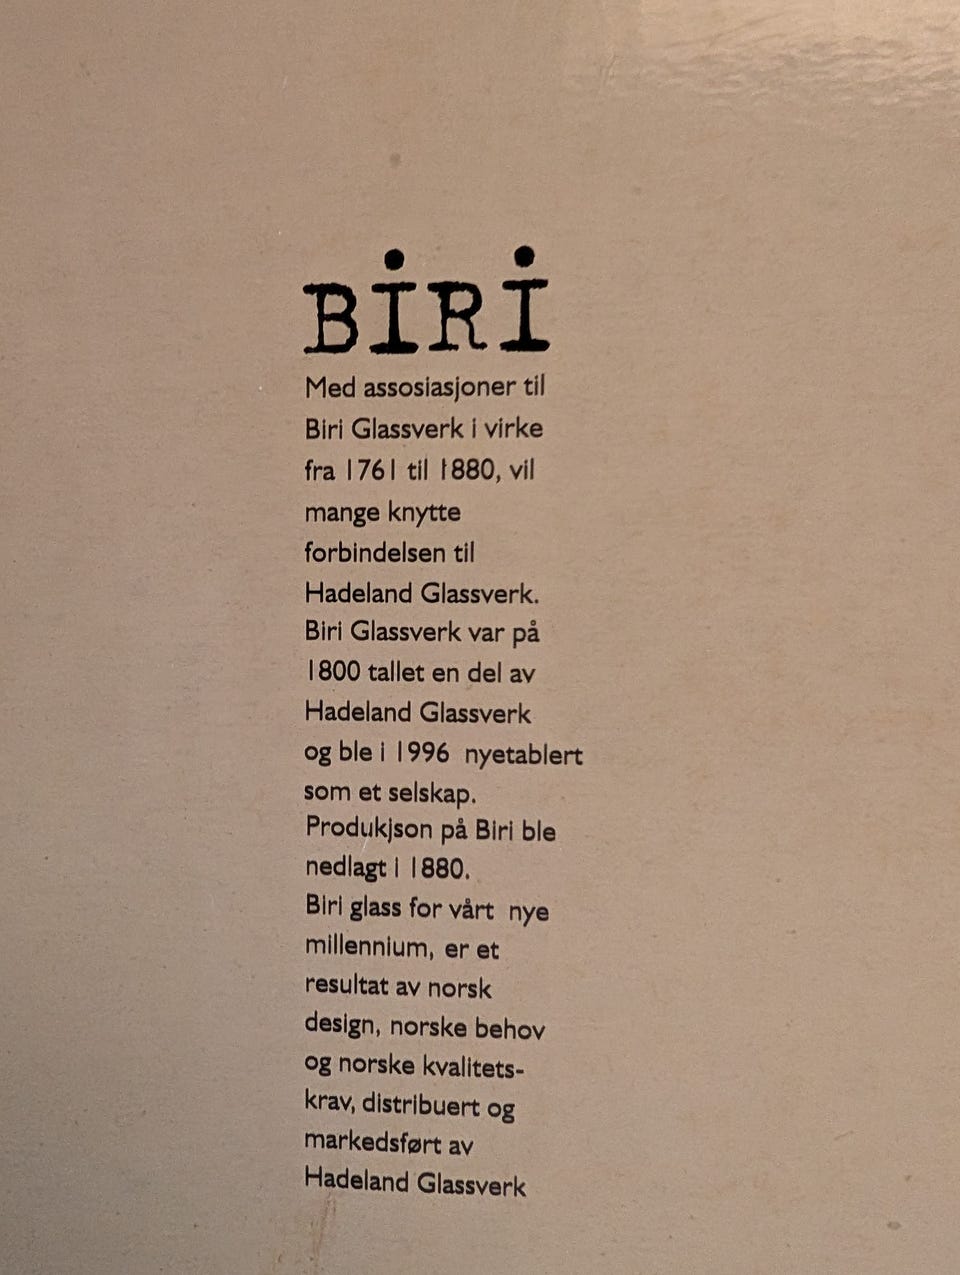 BiRi
Med assosiasjoner til
Biri Glassverk i virke
fra 1761 til 1880, vil
mange knytte
forbindelsen til
Hadeland Glassverk.
Biri Glassverk var på
1800 tallet en del av
Hadeland Glassverk
og ble i 1996 nyetablert
som et selskap.
Produkjson på Biri ble
nedlagt i 1880.
Biri glass for vårt nye
millennium, er et
resultat av norsk
design, norske behov
og norske kvalitets-
krav, distribuert og
markedsført av
Hadeland Glassverk